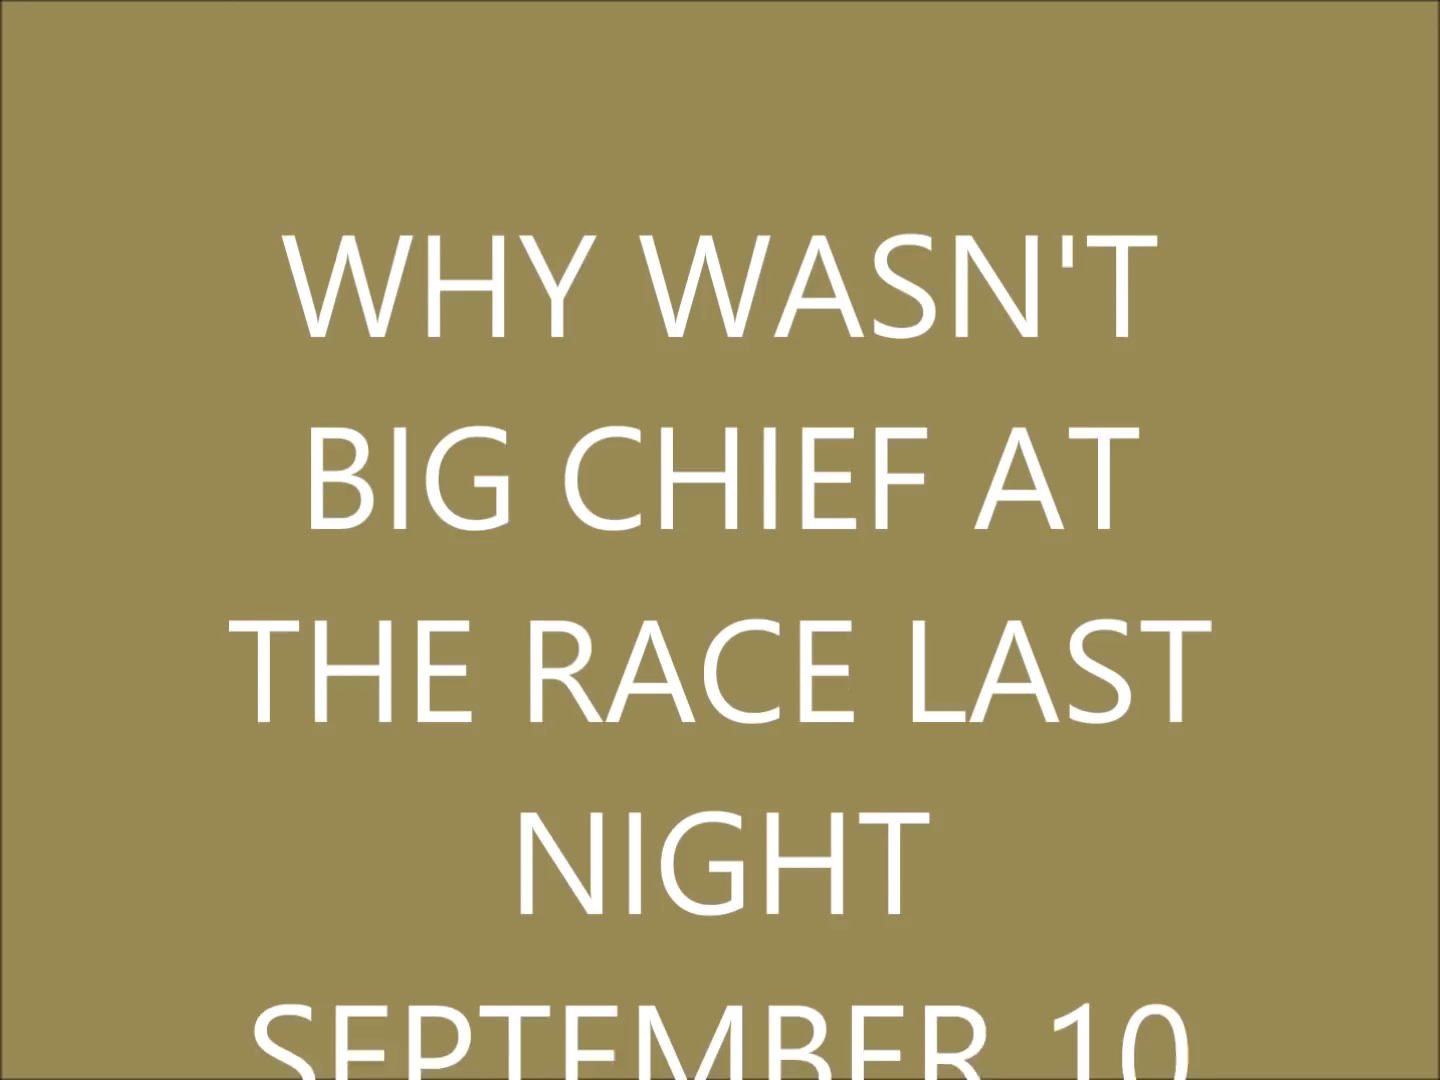 WHY WASN'T
BIG CHIEF AT
THE RACE LAST
NIGHT
SEPTEMBER 10